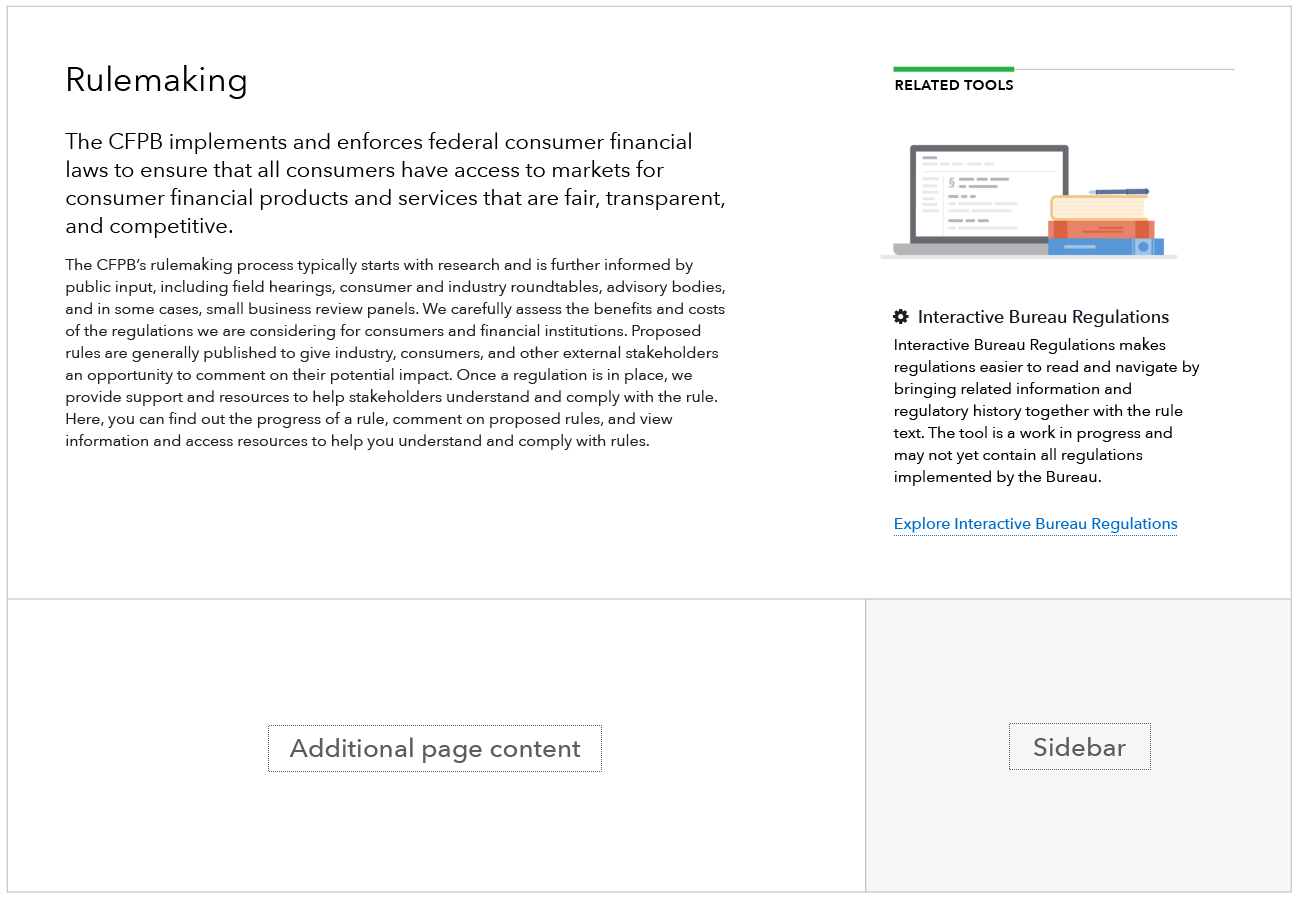 Rulemaking
The CFPB implements and enforces federal consumer financial
laws to ensure that all consumers have access to markets for
consumer financial products and services that are fair, transparent,
and competitive.
The CFPB’s rulemaking process typically starts with research and is further informed by
public input, including field hearings, consumer and industry roundtables, advisory bodies,
and in some cases, small business review panels. We carefully assess the benefits and costs
of the regulations we are considering for consumers and financial institutions. Proposed
rules are generally published to give industry, consumers, and other external stakeholders
an opportunity to comment on their potential impact. Once a regulation is in place, we
provide support and resources to help stakeholders understand and comply with the rule.
Here, you can find out the progress of a rule, comment on proposed rules, and view
information and access resources to help you understand and comply with rules.
RELATED TOOLS
§
Interactive Bureau Regulations
Interactive Bureau Regulations makes
regulations easier to read and navigate by
bringing related information and
regulatory history together with the rule
text. The tool is a work in progress and
may not yet contain all regulations
implemented by the Bureau.
Explore Interactive Bureau Regulations
Additional page content
Sidebar